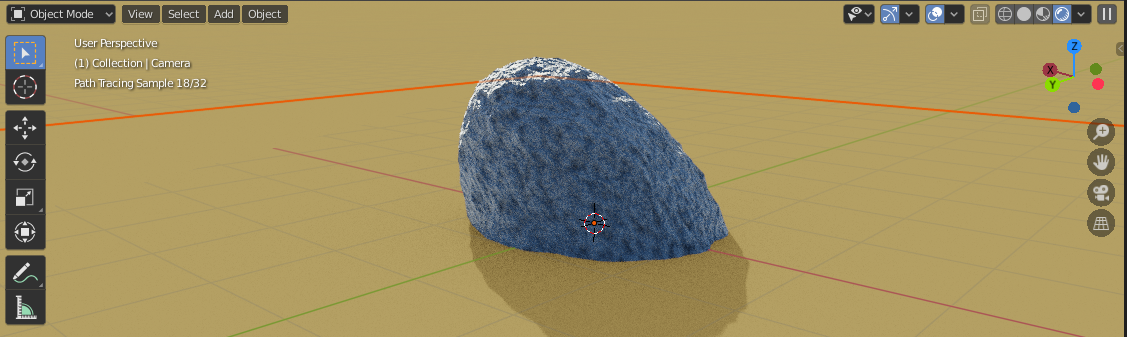 Object Mode View Select Add Object
User Perspective
(1) Collection | Camera
Path Tracing Sample 18/32
Z
X
Y